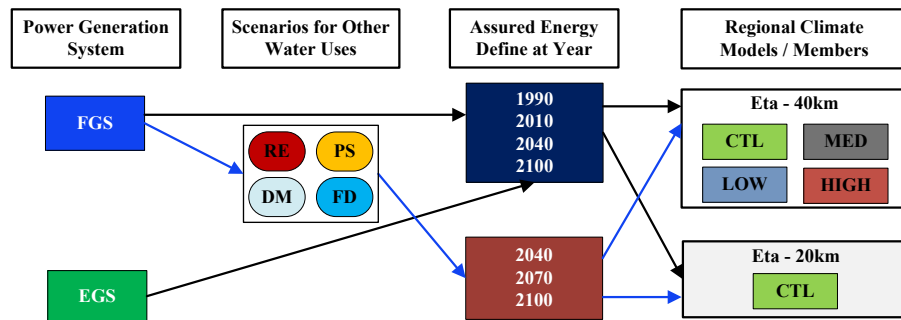 Power Generation
System
Scenarios for Other
Water Uses
Assured Energy
Define at Year
Regional Climate
Models / Members
FGS
RE
PS
DM
FD
EGS
1990
2010
2040
2100
2040
2070
2100
Eta - 40km
CTL
MED
LOW
HIGH
Eta - 20km
CTL